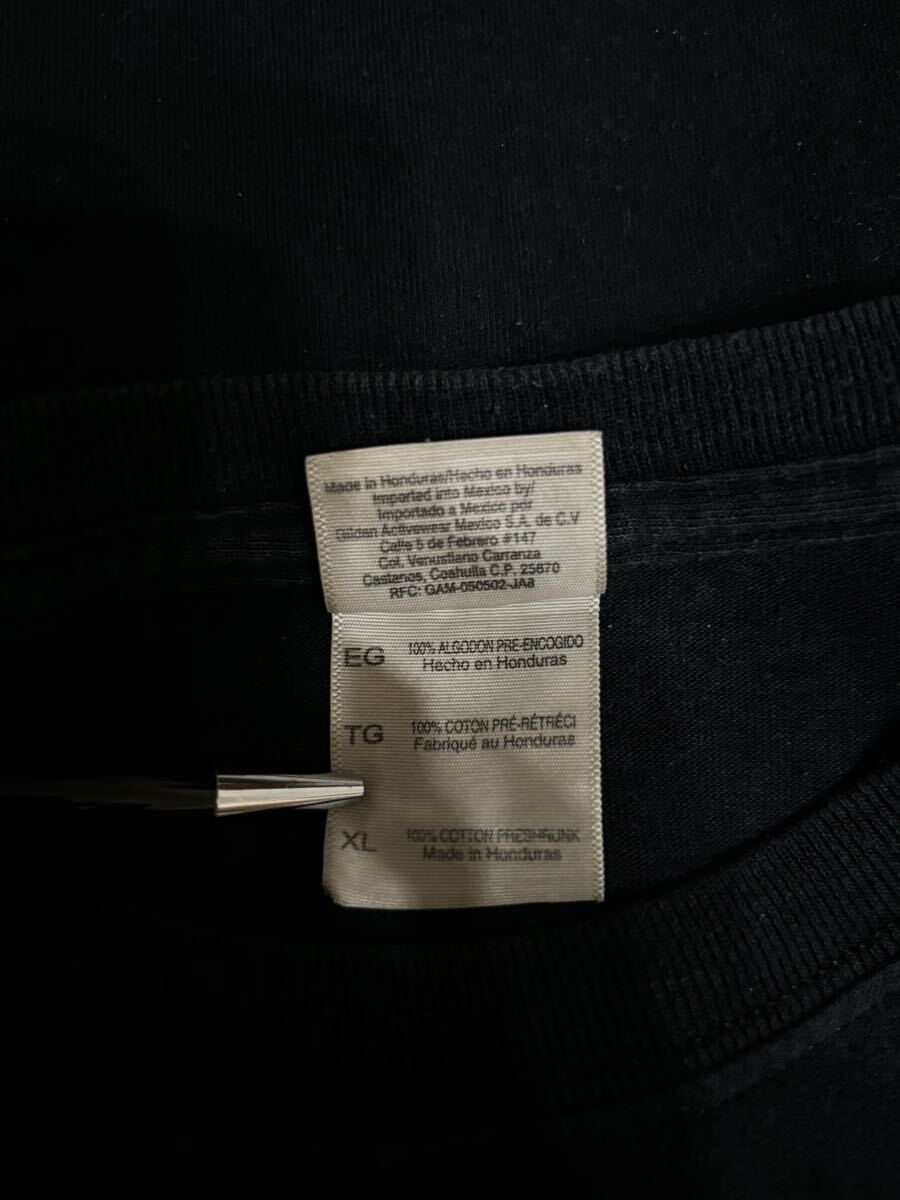 Made in Honduras/Hecho en Honduras
Imported into Mexico by/
Importado a Mexico por
Gildan Activewear Mexico S.A. de C.V
Calle 5 de Febrero #147
Col. Venustiano Carranza
Castanos, Coahuila C.P. 25870
RFC: GAM-050502-JA8
EG 100% ALGODON PRE-ENCOGIDO
Hecho en Honduras
TG 100% COTON PRÉ-RÉTRÉCI
Fabriqué au Honduras
XL 100% COTTON PRESHRUNK
Made in Honduras